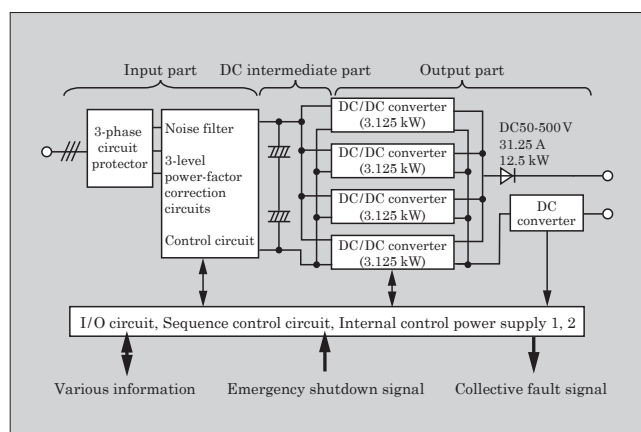 Input part
DC intermediate part
Output part
3-phase
circuit
protector
Noise filter
3-level
power-factor
correction
circuits
Control circuit
DC/DC converter
(3.125 kW)
DC/DC converter
(3.125 kW)
DC/DC converter
(3.125 kW)
DC/DC converter
(3.125 kW)
DC50-500 V
31.25 A
12.5 kW
DC
converter
I/O circuit, Sequence control circuit, Internal control power supply 1, 2
Various information
Emergency shutdown signal
Collective fault signal